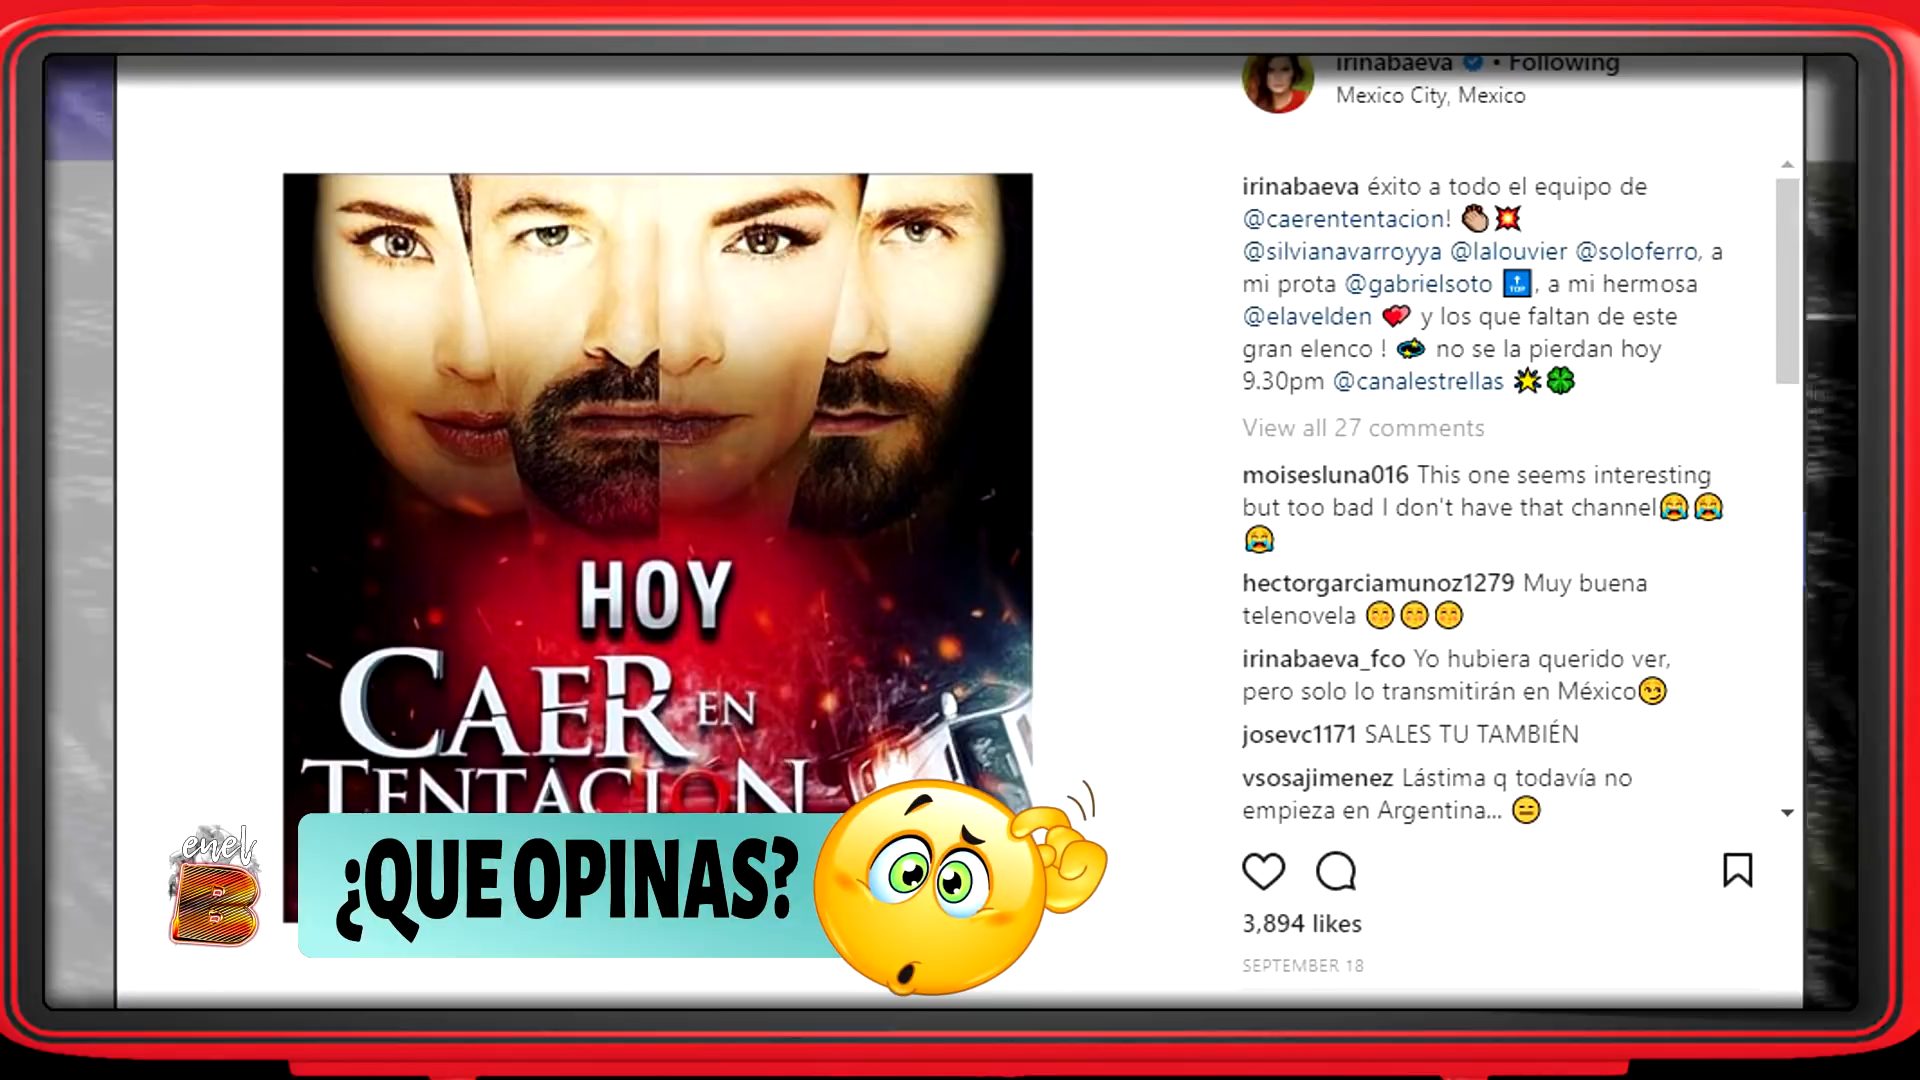 irinabaeva • Following
Mexico City, Mexico
irinabaeva éxito a todo el equipo de
@caerententacion!
@silvianavarroyya @lalouvier @soloferro, a
mi prota @gabrielsoto TOP, a mi hermosa
@elavelden y los que faltan de este
gran elenco ! no se la pierdan hoy
9.30pm @canalestrellas
View all 27 comments
moisesluna016 This one seems interesting
but too bad I don't have that channel
hectorgarciamunoz1279 Muy buena
telenovela
irinabaeva_fco Yo hubiera querido ver,
pero solo lo transmitirán en México
josevc1171 SALES TU TAMBIÉN
vsosajimenez Lástima q todavía no
empieza en Argentina...
3,894 likes
SEPTEMBER 18
HOY
CAER EN
TENTACION
enel
B
¿QUE OPINAS?